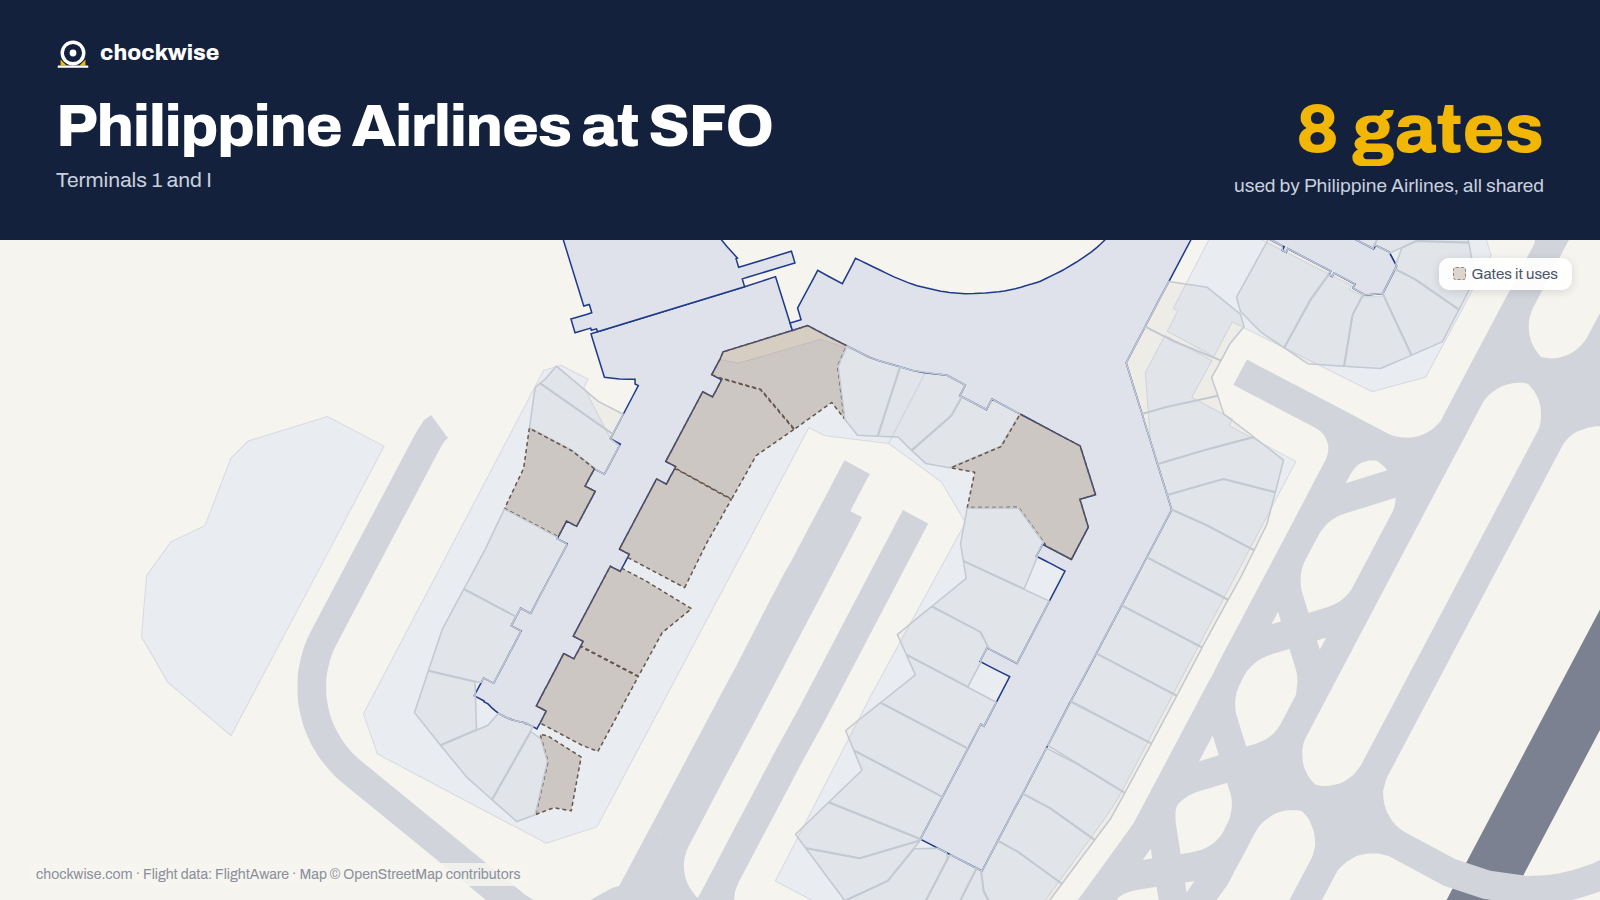 chockwise
Philippine Airlines at SFO
Terminals 1 and I
8 gates
used by Philippine Airlines, all shared
Gates it uses
chockwise.com · Flight data: FlightAware · Map © OpenStreetMap contributors